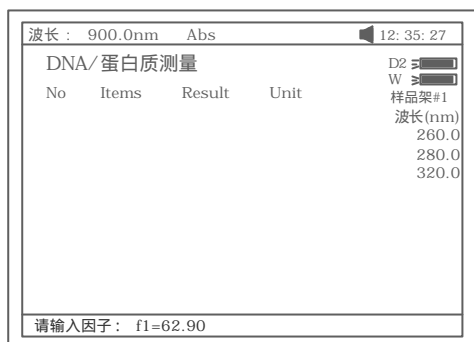 波长： 900.0nm Abs 12: 35: 27
DNA/蛋白质测量
No Items Result Unit
D2
W
样品架#1
波长(nm)
260.0
280.0
320.0
请输入因子： f1=62.90